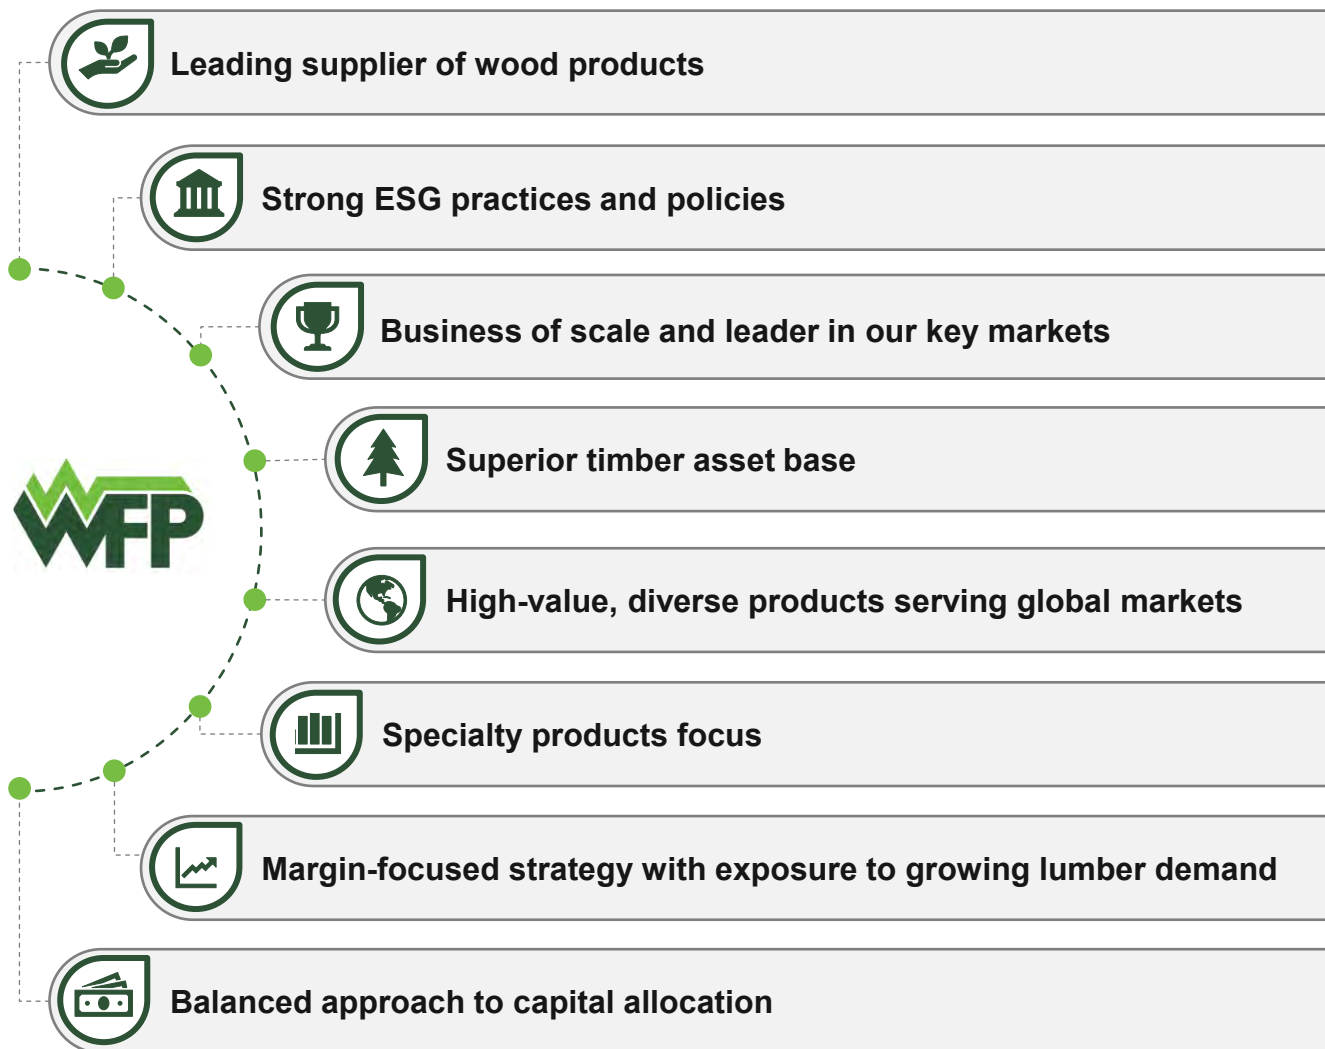 Leading supplier of wood products
Strong ESG practices and policies
Business of scale and leader in our key markets
Superior timber asset base
WFP
High-value, diverse products serving global markets
Specialty products focus
Margin-focused strategy with exposure to growing lumber demand
Balanced approach to capital allocation